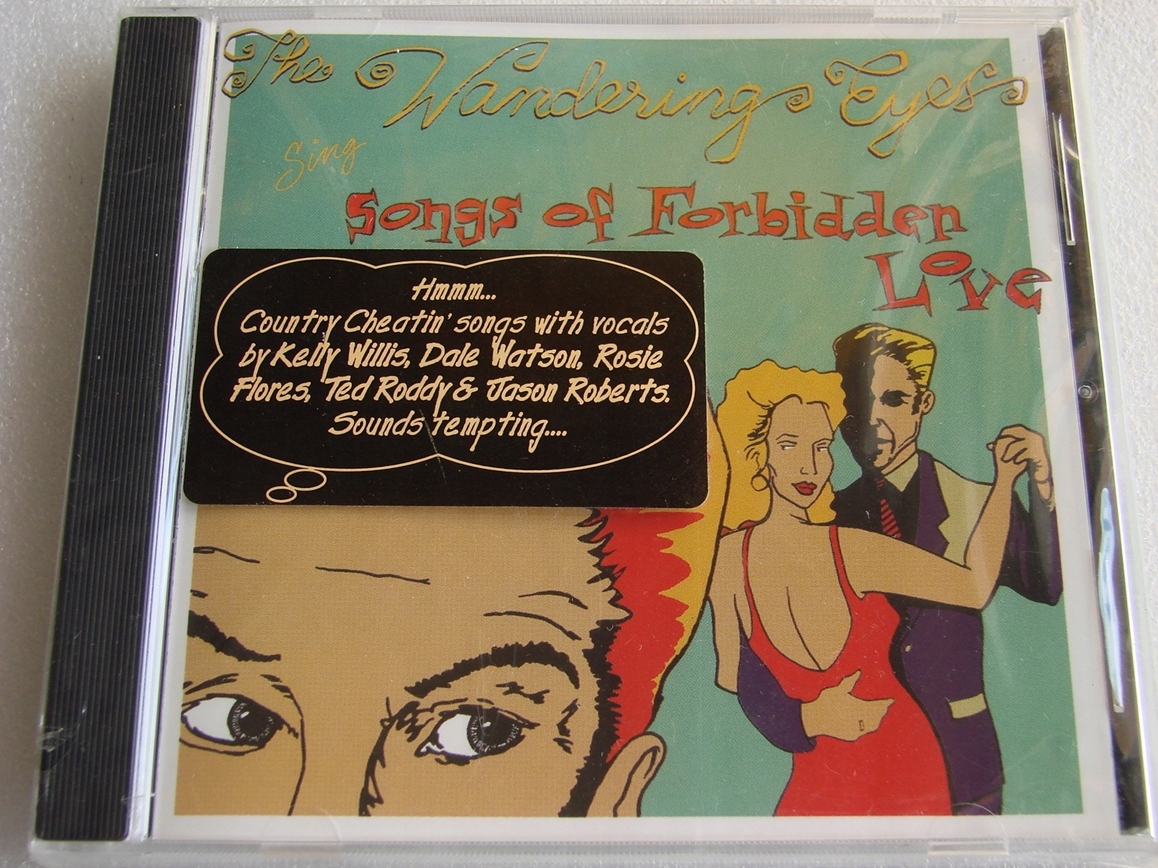 The Wandering Eyes
Sing
Songs of Forbidden
Love
Hmmm...
Country Cheatin' songs with vocals
by Kelly Willis, Dale Watson, Rosie
Flores, Ted Roddy & Jason Roberts.
Sounds tempting....